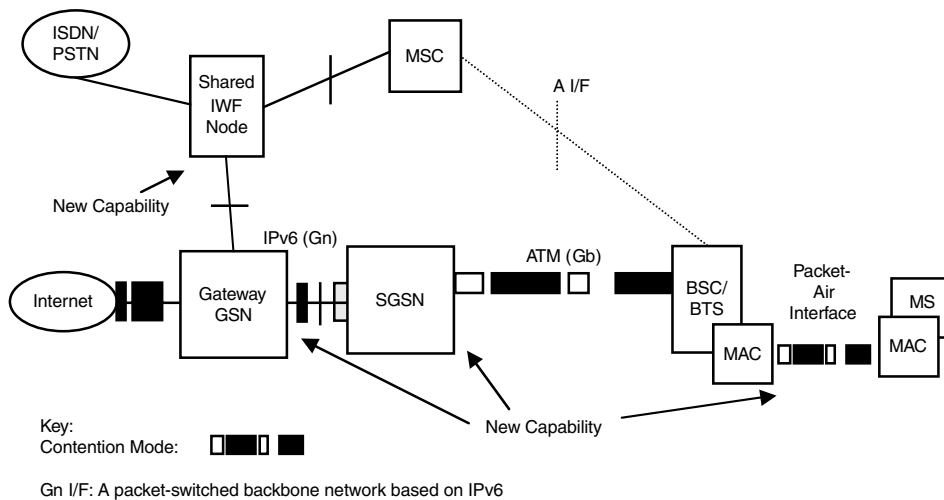 ISDN/
PSTN
Shared
IWF
Node
MSC
A I/F
New Capability
IPv6 (Gn)
ATM (Gb)
Internet
Gateway
GSN
SGSN
BSC/
BTS
MAC
Packet-
Air
Interface
MS
MAC
New Capability
Key:
Contention Mode:
Gn I/F: A packet-switched backbone network based on IPv6